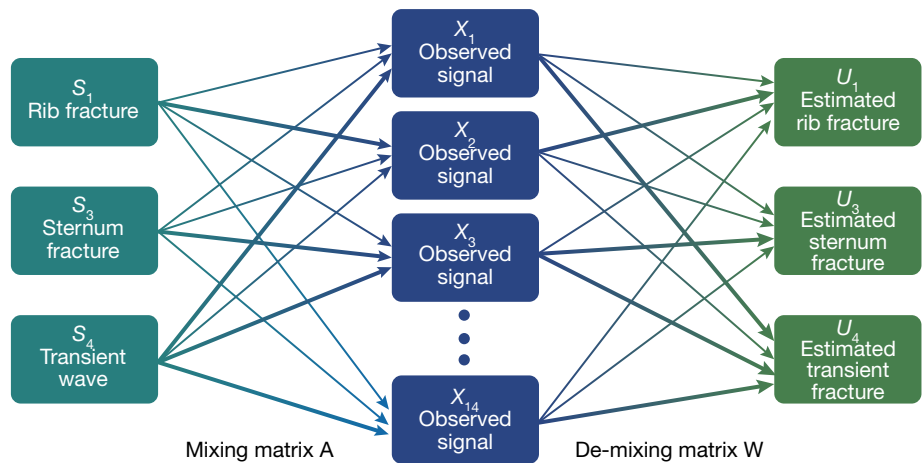 S1
Rib fracture
S3
Sternum
fracture
S4
Transient
wave
X1
Observed
signal
X2
Observed
signal
X3
Observed
signal
X14
Observed
signal
U1
Estimated
rib fracture
U3
Estimated
sternum
fracture
U4
Estimated
transient
fracture
Mixing matrix A
De-mixing matrix W